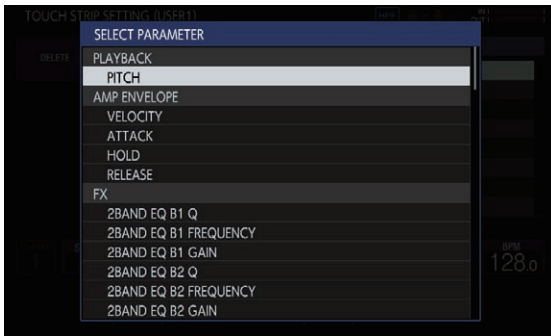 TOUCH STRIP SETTING (USER1)
SELECT PARAMETER
DELETE
PLAYBACK
PITCH
AMP ENVELOPE
VELOCITY
ATTACK
HOLD
RELEASE
FX
2BAND EQ B1 Q
2BAND EQ B1 FREQUENCY
2BAND EQ B1 GAIN
2BAND EQ B2 Q
2BAND EQ B2 FREQUENCY
2BAND EQ B2 GAIN
BPM
128.0